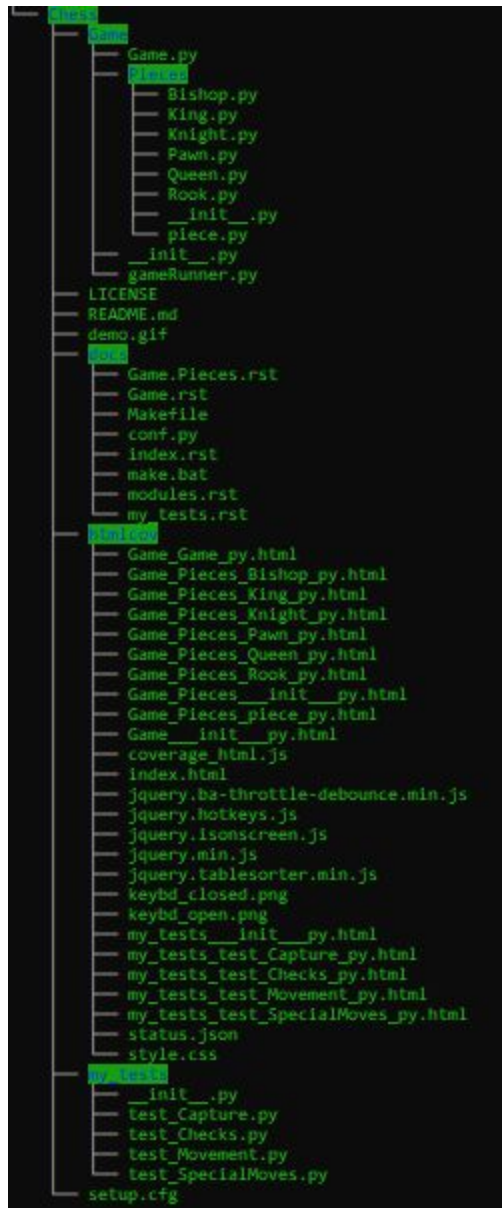 Chess
Game
Game.py
Pieces
Bishop.py
King.py
Knight.py
Pawn.py
Queen.py
Rook.py
__init__.py
piece.py
__init__.py
gameRunner.py
LICENSE
README.md
demo.gif
docs
Game.Pieces.rst
Game.rst
Makefile
conf.py
index.rst
make.bat
modules.rst
my_tests.rst
htmlcov
Game_Game_py.html
Game_Pieces_Bishop_py.html
Game_Pieces_King_py.html
Game_Pieces_Knight_py.html
Game_Pieces_Pawn_py.html
Game_Pieces_Queen_py.html
Game_Pieces_Rook_py.html
Game_Pieces___init___py.html
Game_Pieces_piece_py.html
Game___init___py.html
coverage_html.js
index.html
jquery.ba-throttle-debounce.min.js
jquery.hotkeys.js
jquery.isonscreen.js
jquery.min.js
jquery.tablesorter.min.js
keybd_closed.png
keybd_open.png
my_tests___init___py.html
my_tests_test_Capture_py.html
my_tests_test_Checks_py.html
my_tests_test_Movement_py.html
my_tests_test_SpecialMoves_py.html
status.json
style.css
my_tests
__init__.py
test_Capture.py
test_Checks.py
test_Movement.py
test_SpecialMoves.py
setup.cfg